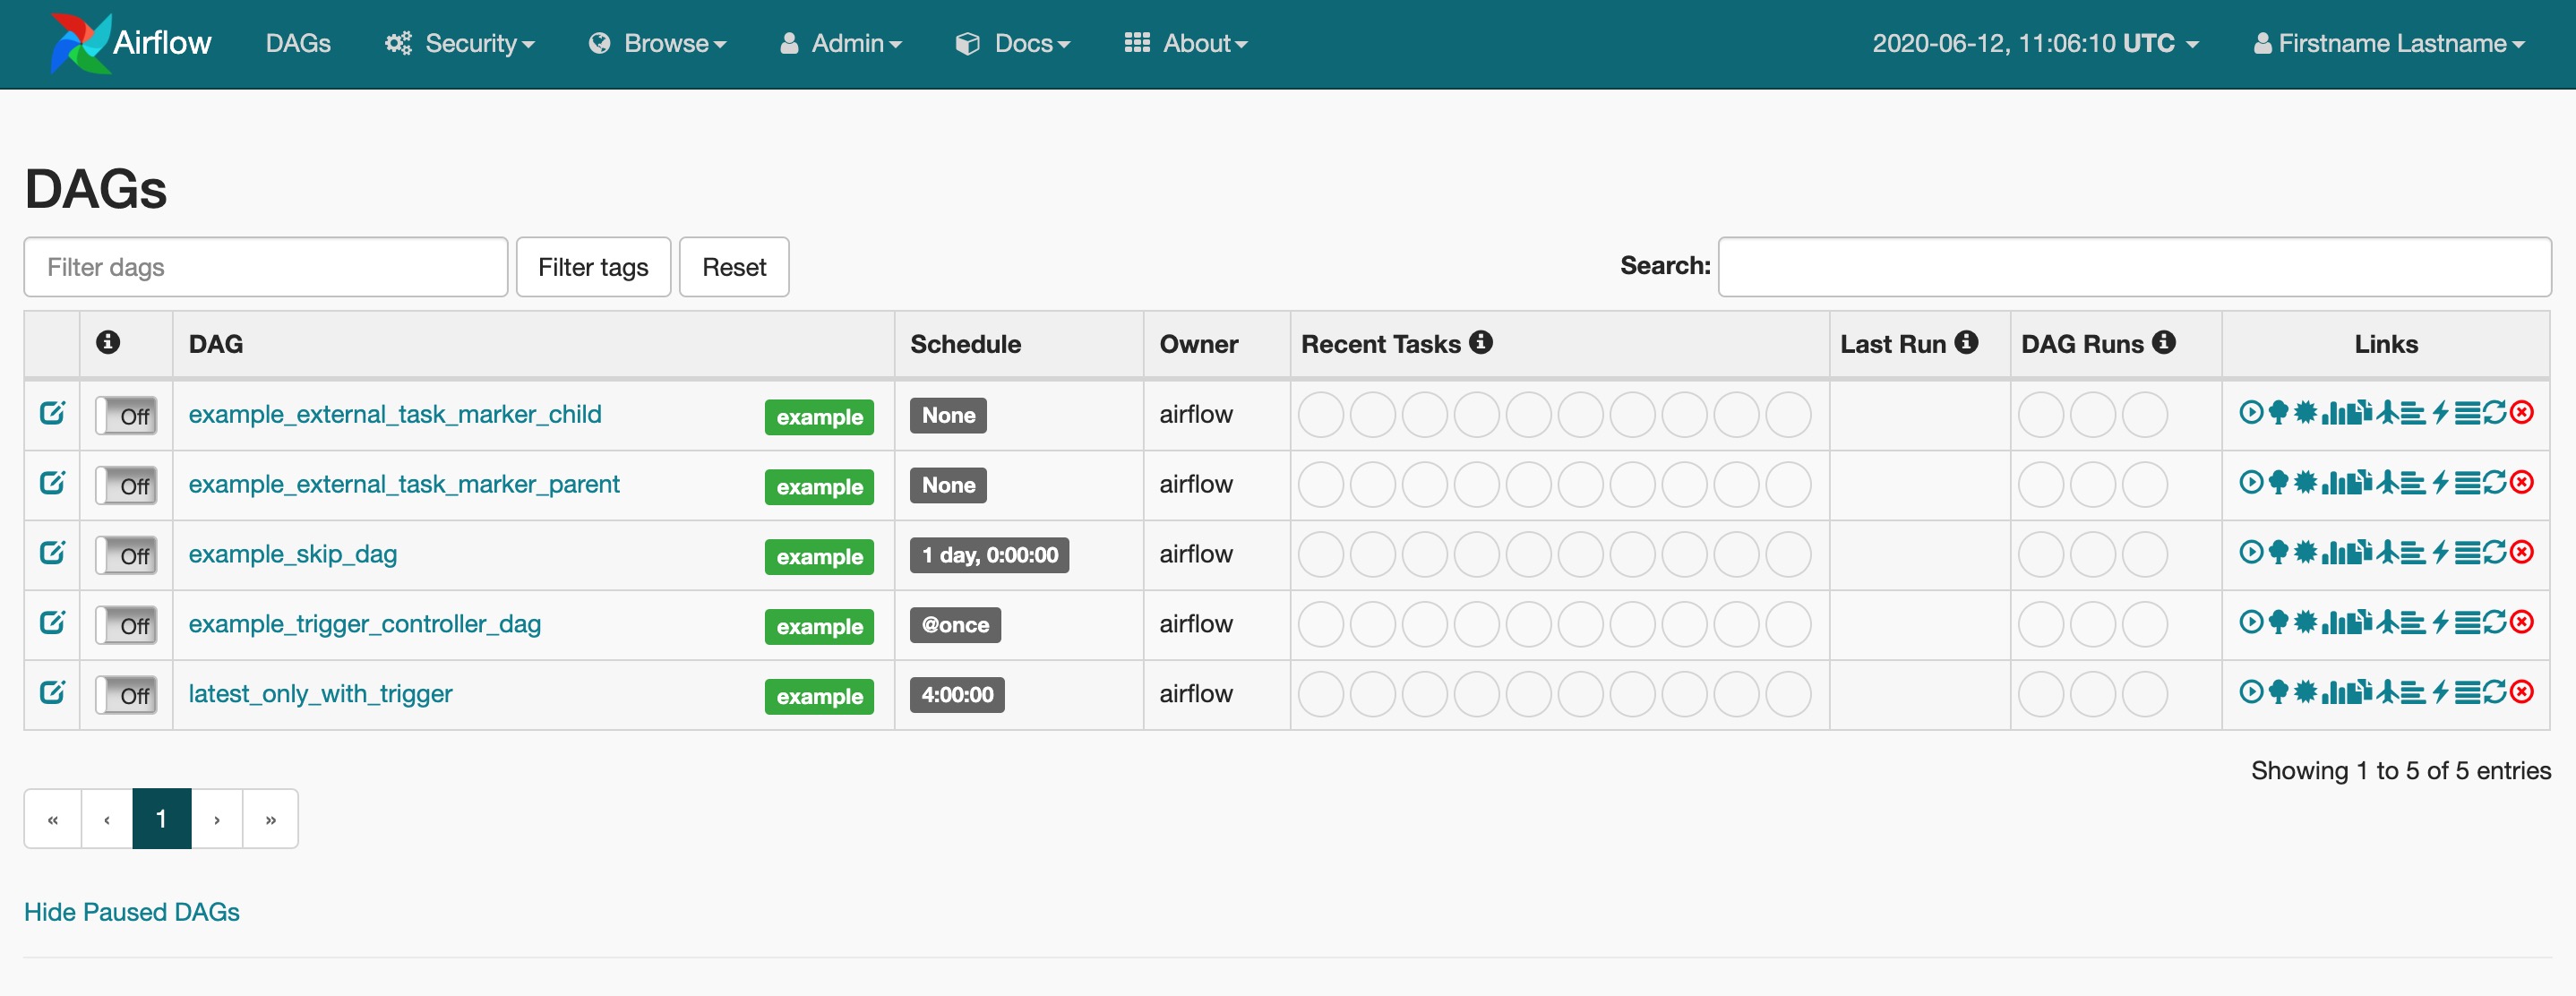 Airflow DAGs Security Browse Admin Docs About 2020-06-12, 11:06:10 UTC Firstname Lastname
DAGs
Filter dags Filter tags Reset Search:
DAG Schedule Owner Recent Tasks Last Run DAG Runs Links
Off example_external_task_marker_child example None airflow
Off example_external_task_marker_parent example None airflow
Off example_skip_dag example 1 day, 0:00:00 airflow
Off example_trigger_controller_dag example @once airflow
Off latest_only_with_trigger example 4:00:00 airflow
Showing 1 to 5 of 5 entries
« ‹ 1 › »
Hide Paused DAGs